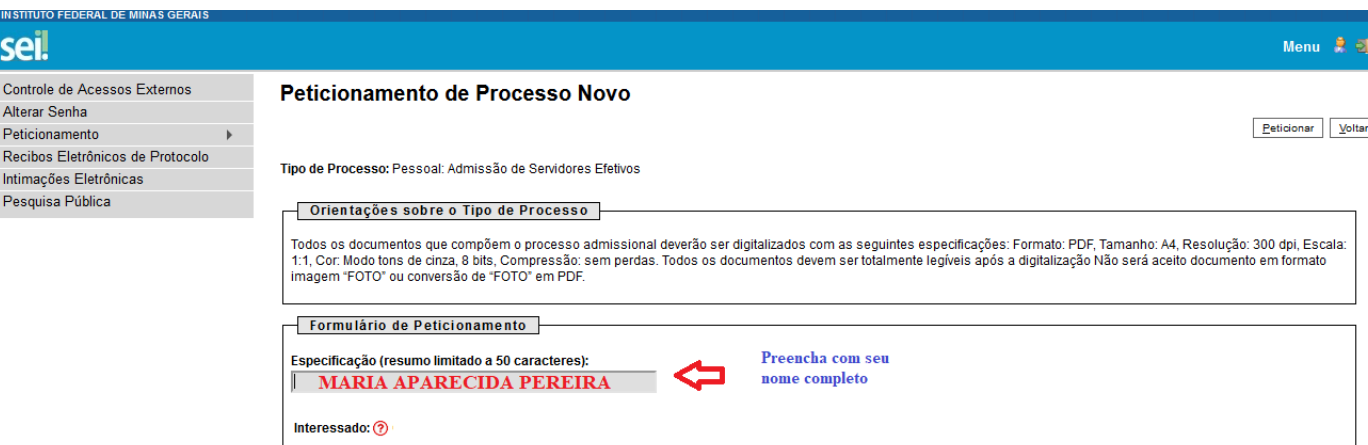 INSTITUTO FEDERAL DE MINAS GERAIS
sei!
Menu
Controle de Acessos Externos
Alterar Senha
Peticionamento
Recibos Eletrônicos de Protocolo
Intimações Eletrônicas
Pesquisa Pública
Peticionamento de Processo Novo
Peticionar
Voltar
Tipo de Processo: Pessoal: Admissão de Servidores Efetivos
Orientações sobre o Tipo de Processo
Todos os documentos que compõem o processo admissional deverão ser digitalizados com as seguintes especificações: Formato: PDF, Tamanho: A4, Resolução: 300 dpi, Escala:
1:1, Cor: Modo tons de cinza, 8 bits, Compressão: sem perdas. Todos os documentos devem ser totalmente legíveis após a digitalização Não será aceito documento em formato
imagem “FOTO” ou conversão de “FOTO” em PDF.
Formulário de Peticionamento
Especificação (resumo limitado a 50 caracteres):
MARIA APARECIDA PEREIRA
Preencha com seu
nome completo
Interessado: ?